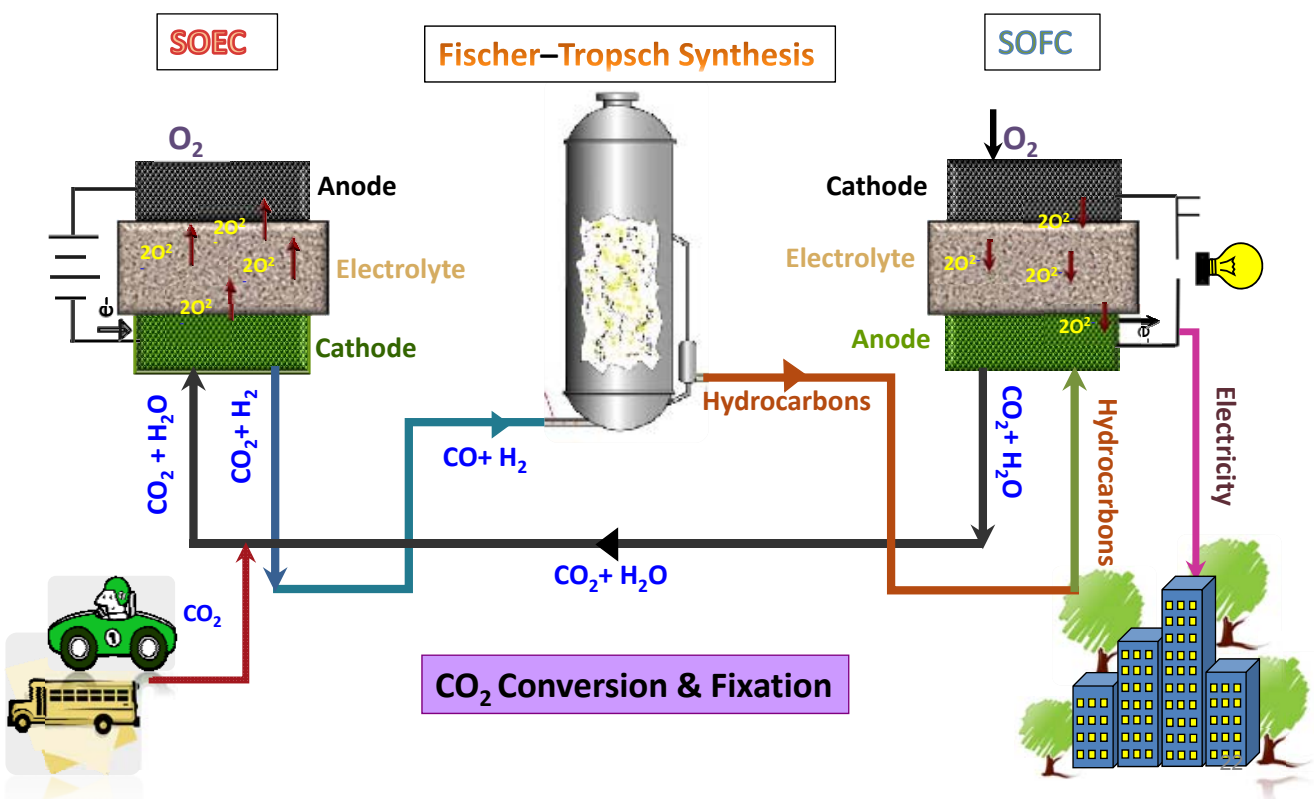 SOEC
Fischer–Tropsch Synthesis
SOFC
O₂
Anode
2O²
2O²
2O²
2O²
Electrolyte
e-
Cathode
CO₂ + H₂O
CO₂+ H₂
CO+ H₂
Hydrocarbons
O₂
Cathode
2O²
Electrolyte
2O²
2O²
2O²
Anode
e-
CO₂+ H₂O
Hydrocarbons
Electricity
CO₂+ H₂O
CO₂
1
CO₂ Conversion & Fixation
22